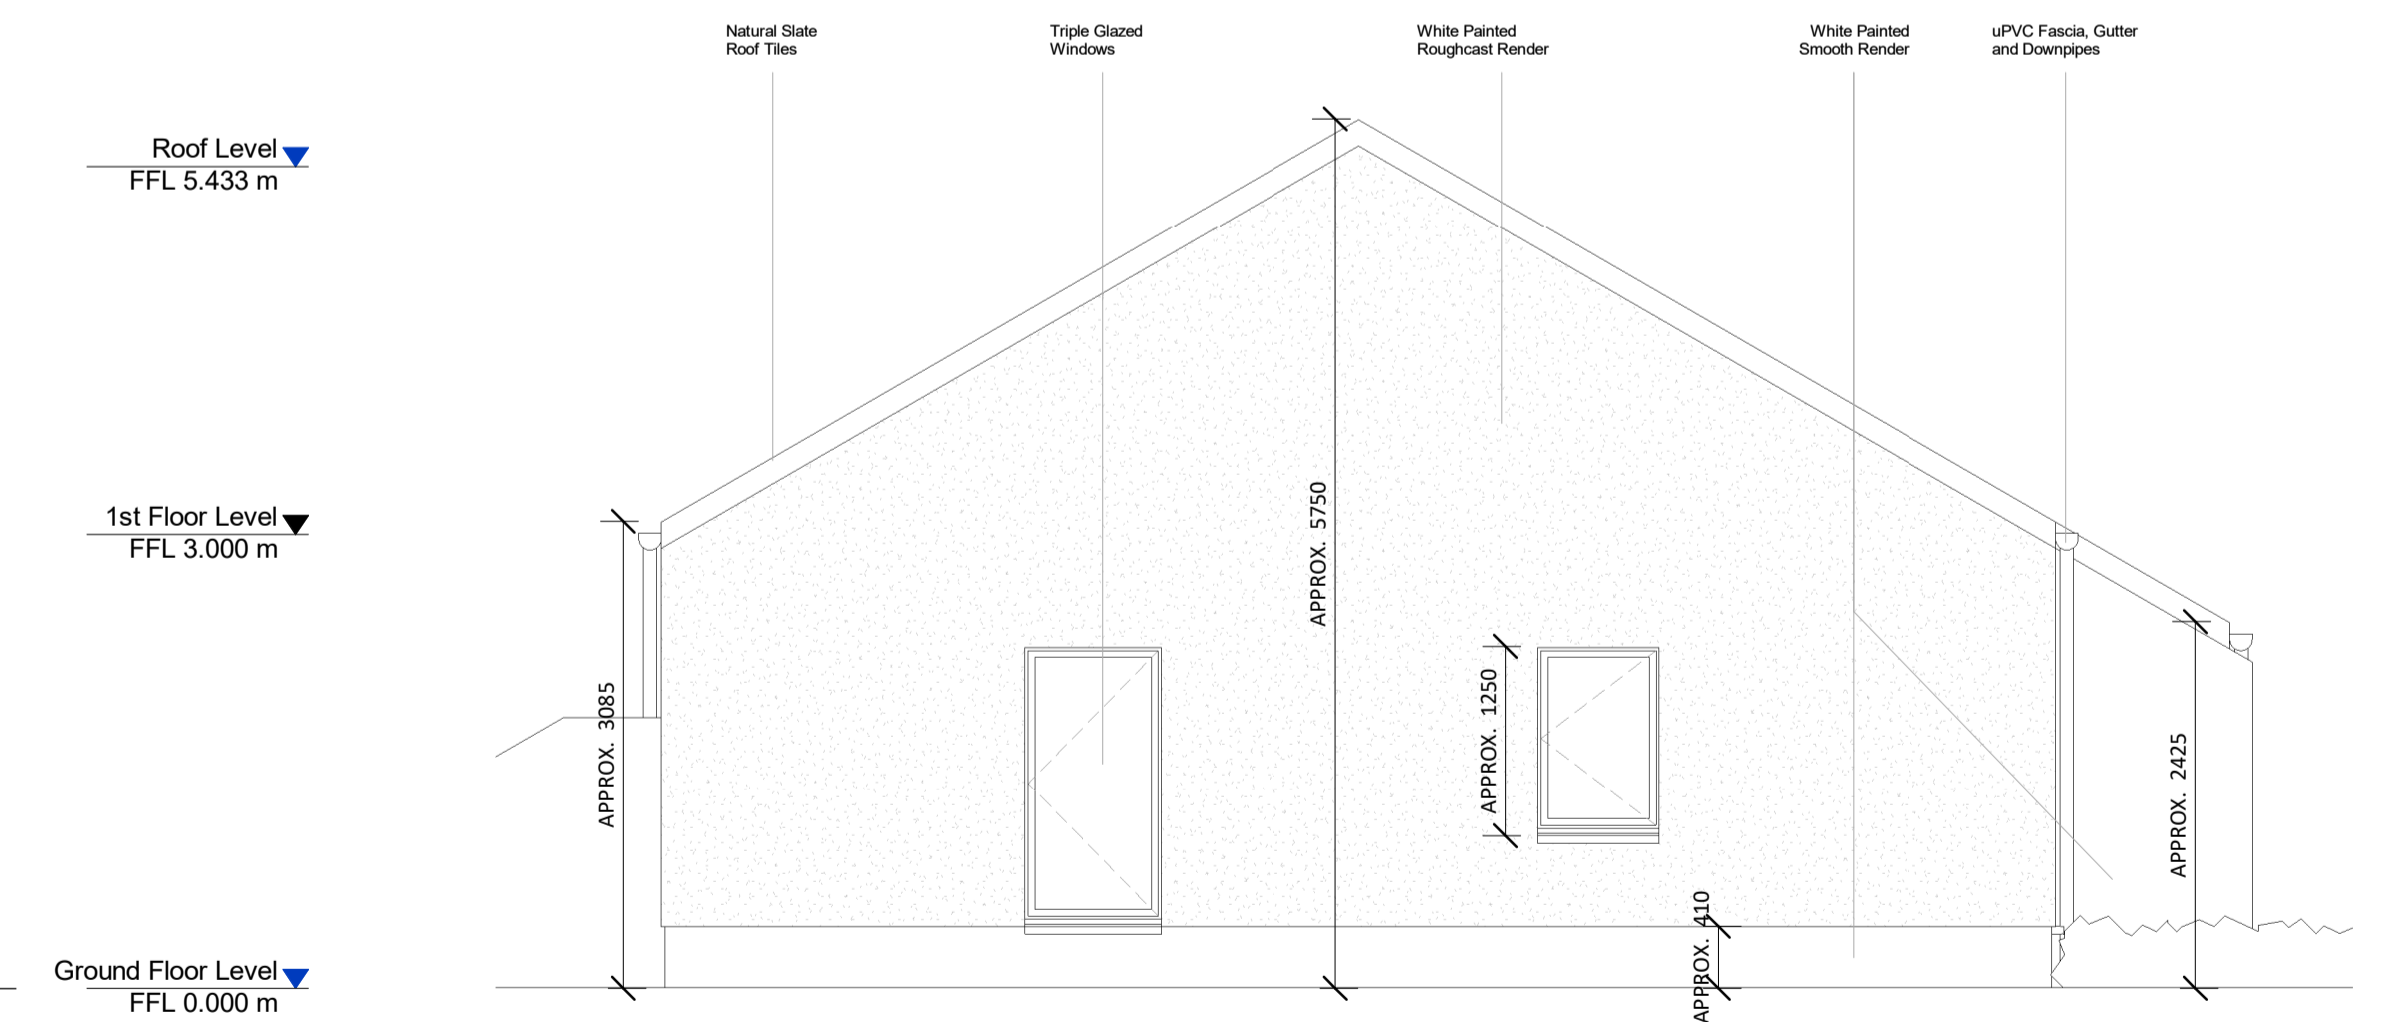 Natural Slate
Roof Tiles
Triple Glazed
Windows
White Painted
Roughcast Render
White Painted
Smooth Render
uPVC Fascia, Gutter
and Downpipes
Roof Level
FFL 5.433 m
1st Floor Level
FFL 3.000 m
Ground Floor Level
FFL 0.000 m
APPROX. 3085
APPROX. 5750
APPROX. 1250
APPROX. 410
APPROX. 2425